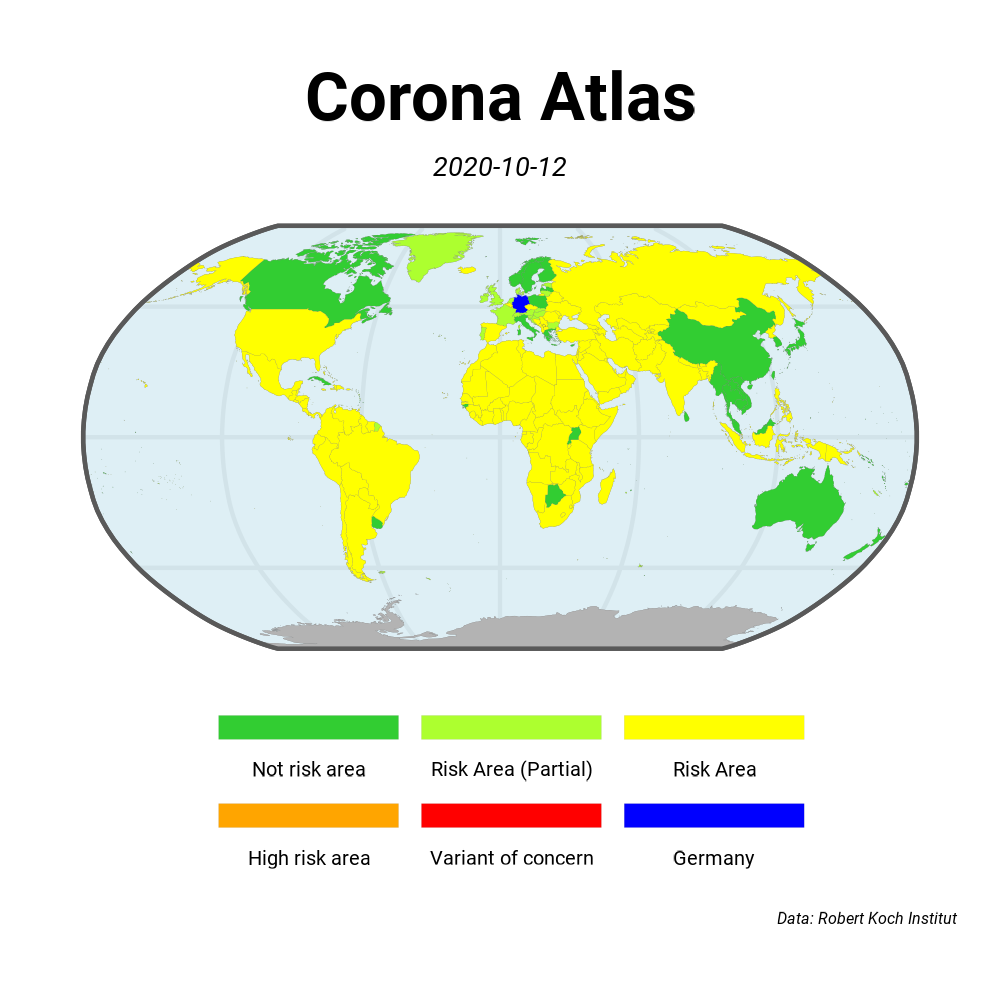 Corona Atlas
2020-10-12
Not risk area
Risk Area (Partial)
Risk Area
High risk area
Variant of concern
Germany
Data: Robert Koch Institut